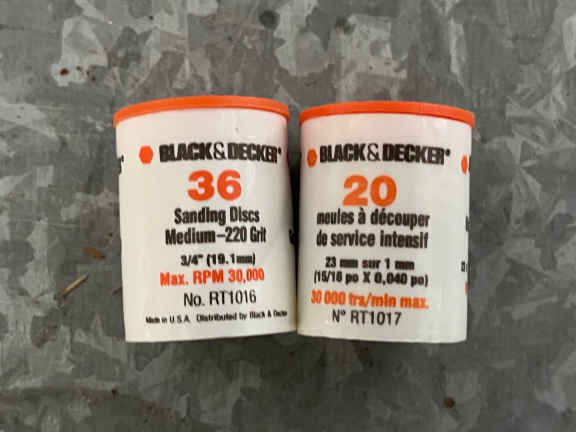 BLACK&DECKER®
36
Sanding Discs
Medium–220 Grit
3/4" (19.1mm)
Max. RPM 30,000
No. RT1016
Made in U.S.A. Distributed by Black & Decker
BLACK&DECKER®
20
meules à découper
de service intensif
23 mm sur 1 mm
(15/16 po X 0,040 po)
30 000 trs/min max.
N° RT1017